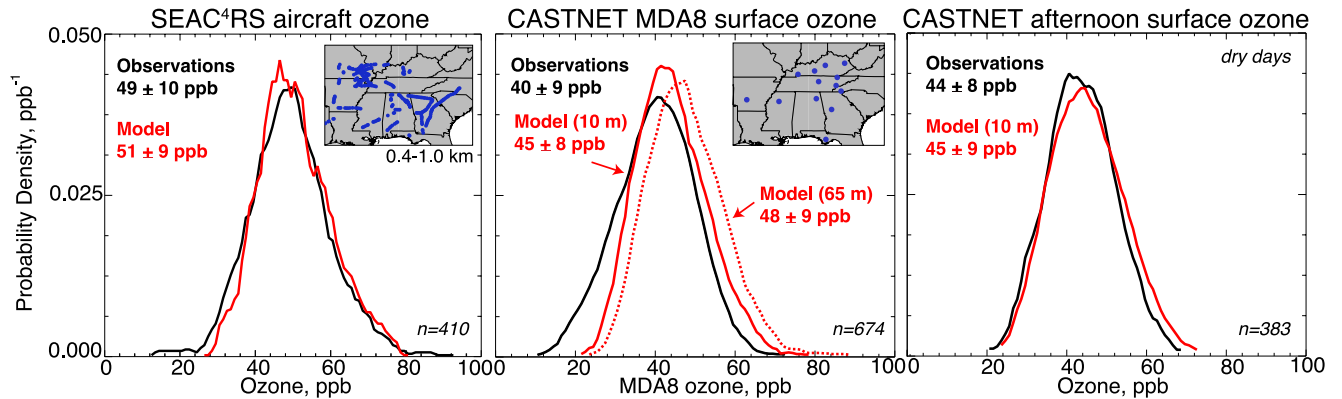 SEAC⁴RS aircraft ozone
Probability Density, ppb⁻¹
0.050
0.025
0.000
Observations
49 ± 10 ppb
Model
51 ± 9 ppb
0.4-1.0 km
n=410
20 40 60 80 100
Ozone, ppb
CASTNET MDA8 surface ozone
Observations
40 ± 9 ppb
Model (10 m)
45 ± 8 ppb
Model (65 m)
48 ± 9 ppb
n=674
0 20 40 60 80 100
MDA8 ozone, ppb
CASTNET afternoon surface ozone
dry days
Observations
44 ± 8 ppb
Model (10 m)
45 ± 9 ppb
n=383
0 20 40 60 80 100
Ozone, ppb